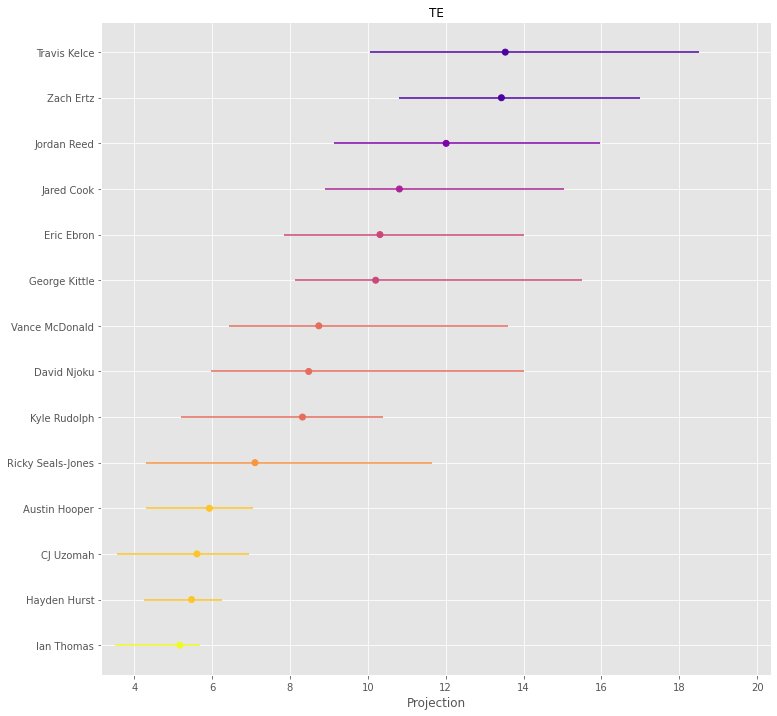 TE
Travis Kelce
Zach Ertz
Jordan Reed
Jared Cook
Eric Ebron
George Kittle
Vance McDonald
David Njoku
Kyle Rudolph
Ricky Seals-Jones
Austin Hooper
CJ Uzomah
Hayden Hurst
Ian Thomas
4 6 8 10 12 14 16 18 20
Projection